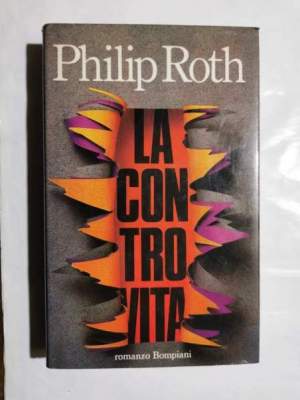 Philip Roth
LA
CON
TRO
VITA
romanzo Bompiani